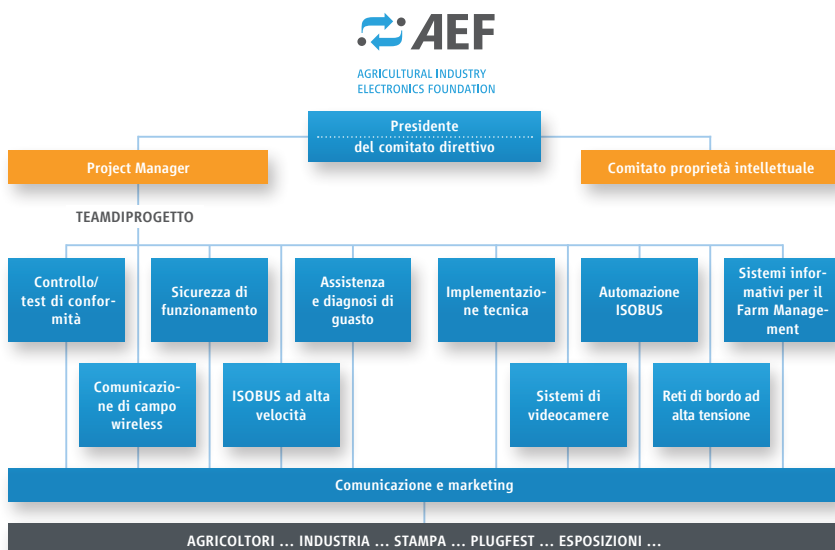 AEF
AGRICULTURAL INDUSTRY
ELECTRONICS FOUNDATION
Presidente
del comitato direttivo
Project Manager
Comitato proprietà intellettuale
TEAMDIPROGETTO
Controllo/
test di confor-
mità
Sicurezza di
funzionamento
Assistenza
e diagnosi di
guasto
Implementazio-
ne tecnica
Automazione
ISOBUS
Sistemi infor-
mativi per il
Farm Manage-
ment
Comunicazio-
ne di campo
wireless
ISOBUS ad alta
velocità
Sistemi di
videocamere
Reti di bordo ad
alta tensione
Comunicazione e marketing
AGRICOLTORI ... INDUSTRIA ... STAMPA ... PLUGFEST ... ESPOSIZIONI ...